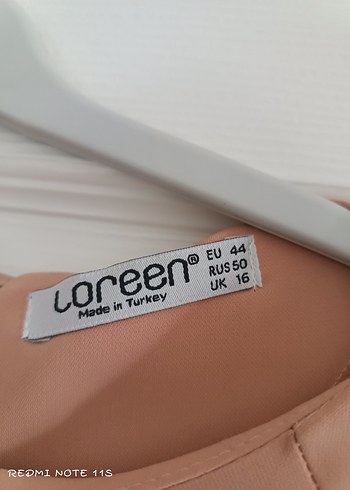 Loreen®
Made in Turkey
EU 44
RUS 50
UK 16
REDMI NOTE 11S